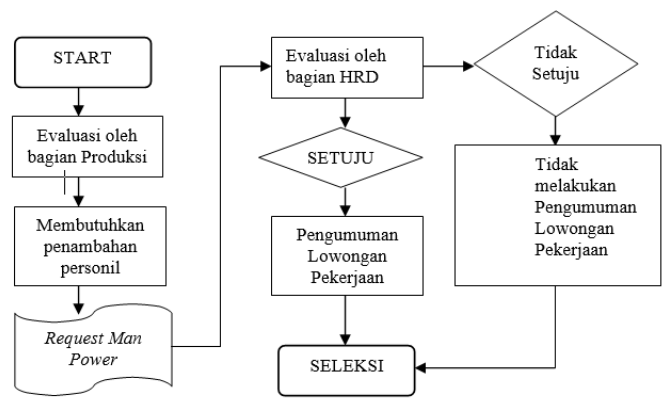 START
Evaluasi oleh
bagian Produksi
Membutuhkan
penambahan
personil
Request Man
Power
Evaluasi oleh
bagian HRD
SETUJU
Pengumuman
Lowongan
Pekerjaan
SELEKSI
Tidak
Setuju
Tidak
melakukan
Pengumuman
Lowongan
Pekerjaan